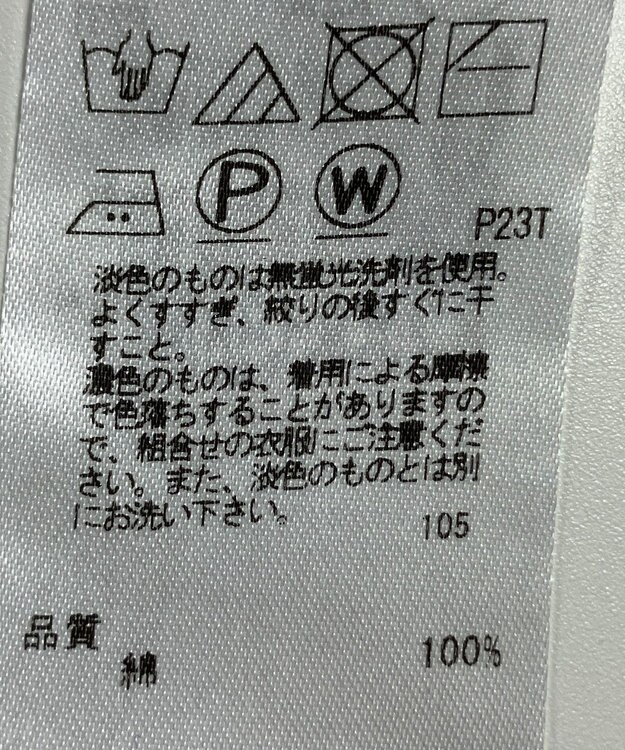 P W
P23T
淡色のものは無蛍光洗剤を使用。
よくすすぎ、絞りの後すぐに干
すこと。
濃色のものは、着用による摩擦
で色落ちすることがありますの
で、組合せの衣服にご注意くだ
さい。また、淡色のものとは別
にお洗い下さい。
105
品質
綿 100%